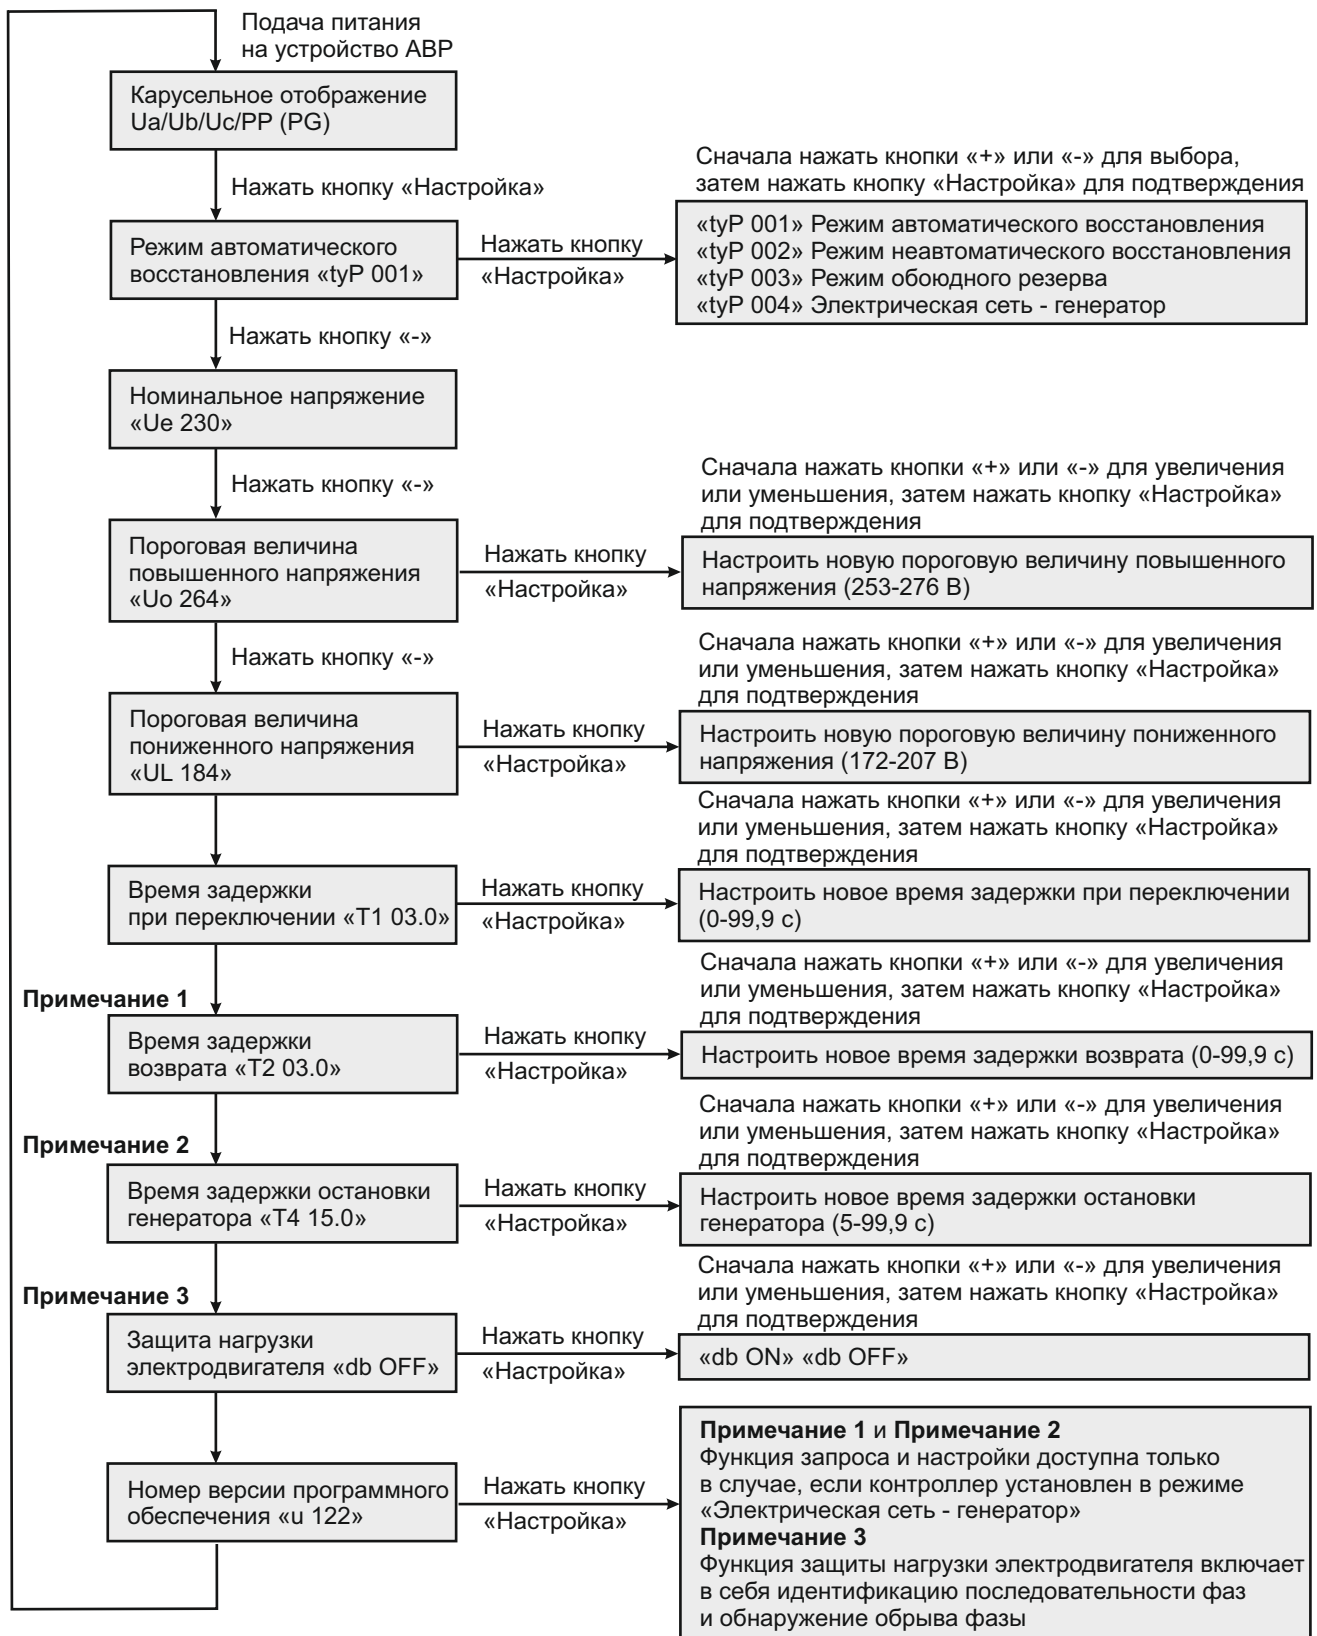 Подача питания
на устройство АВР
Карусельное отображение
Ua/Ub/Uc/PP (PG)
Нажать кнопку «Настройка»
Сначала нажать кнопки «+» или «-» для выбора,
затем нажать кнопку «Настройка» для подтверждения
Режим автоматического
восстановления «tyP 001»
Нажать кнопку
«Настройка»
«tyP 001» Режим автоматического восстановления
«tyP 002» Режим неавтоматического восстановления
«tyP 003» Режим обоюдного резерва
«tyP 004» Электрическая сеть - генератор
Нажать кнопку «-»
Номинальное напряжение
«Ue 230»
Нажать кнопку «-»
Сначала нажать кнопки «+» или «-» для увеличения
или уменьшения, затем нажать кнопку «Настройка»
для подтверждения
Пороговая величина
повышенного напряжения
«Uo 264»
Нажать кнопку
«Настройка»
Настроить новую пороговую величину повышенного
напряжения (253-276 В)
Нажать кнопку «-»
Сначала нажать кнопки «+» или «-» для увеличения
или уменьшения, затем нажать кнопку «Настройка»
для подтверждения
Пороговая величина
пониженного напряжения
«UL 184»
Нажать кнопку
«Настройка»
Настроить новую пороговую величину пониженного
напряжения (172-207 В)
Сначала нажать кнопки «+» или «-» для увеличения
или уменьшения, затем нажать кнопку «Настройка»
для подтверждения
Время задержки
при переключении «T1 03.0»
Нажать кнопку
«Настройка»
Настроить новое время задержки при переключении
(0-99,9 с)
Сначала нажать кнопки «+» или «-» для увеличения
или уменьшения, затем нажать кнопку «Настройка»
для подтверждения
Примечание 1
Время задержки
возврата «T2 03.0»
Нажать кнопку
«Настройка»
Настроить новое время задержки возврата (0-99,9 с)
Сначала нажать кнопки «+» или «-» для увеличения
или уменьшения, затем нажать кнопку «Настройка»
для подтверждения
Примечание 2
Время задержки остановки
генератора «T4 15.0»
Нажать кнопку
«Настройка»
Настроить новое время задержки остановки
генератора (5-99,9 с)
Сначала нажать кнопки «+» или «-» для увеличения
или уменьшения, затем нажать кнопку «Настройка»
для подтверждения
Примечание 3
Защита нагрузки
электродвигателя «db OFF»
Нажать кнопку
«Настройка»
«db ON» «db OFF»
Номер версии программного
обеспечения «u 122»
Нажать кнопку
«Настройка»
Примечание 1 и Примечание 2
Функция запроса и настройки доступна только
в случае, если контроллер установлен в режиме
«Электрическая сеть - генератор»
Примечание 3
Функция защиты нагрузки электродвигателя включает
в себя идентификацию последовательности фаз
и обнаружение обрыва фазы